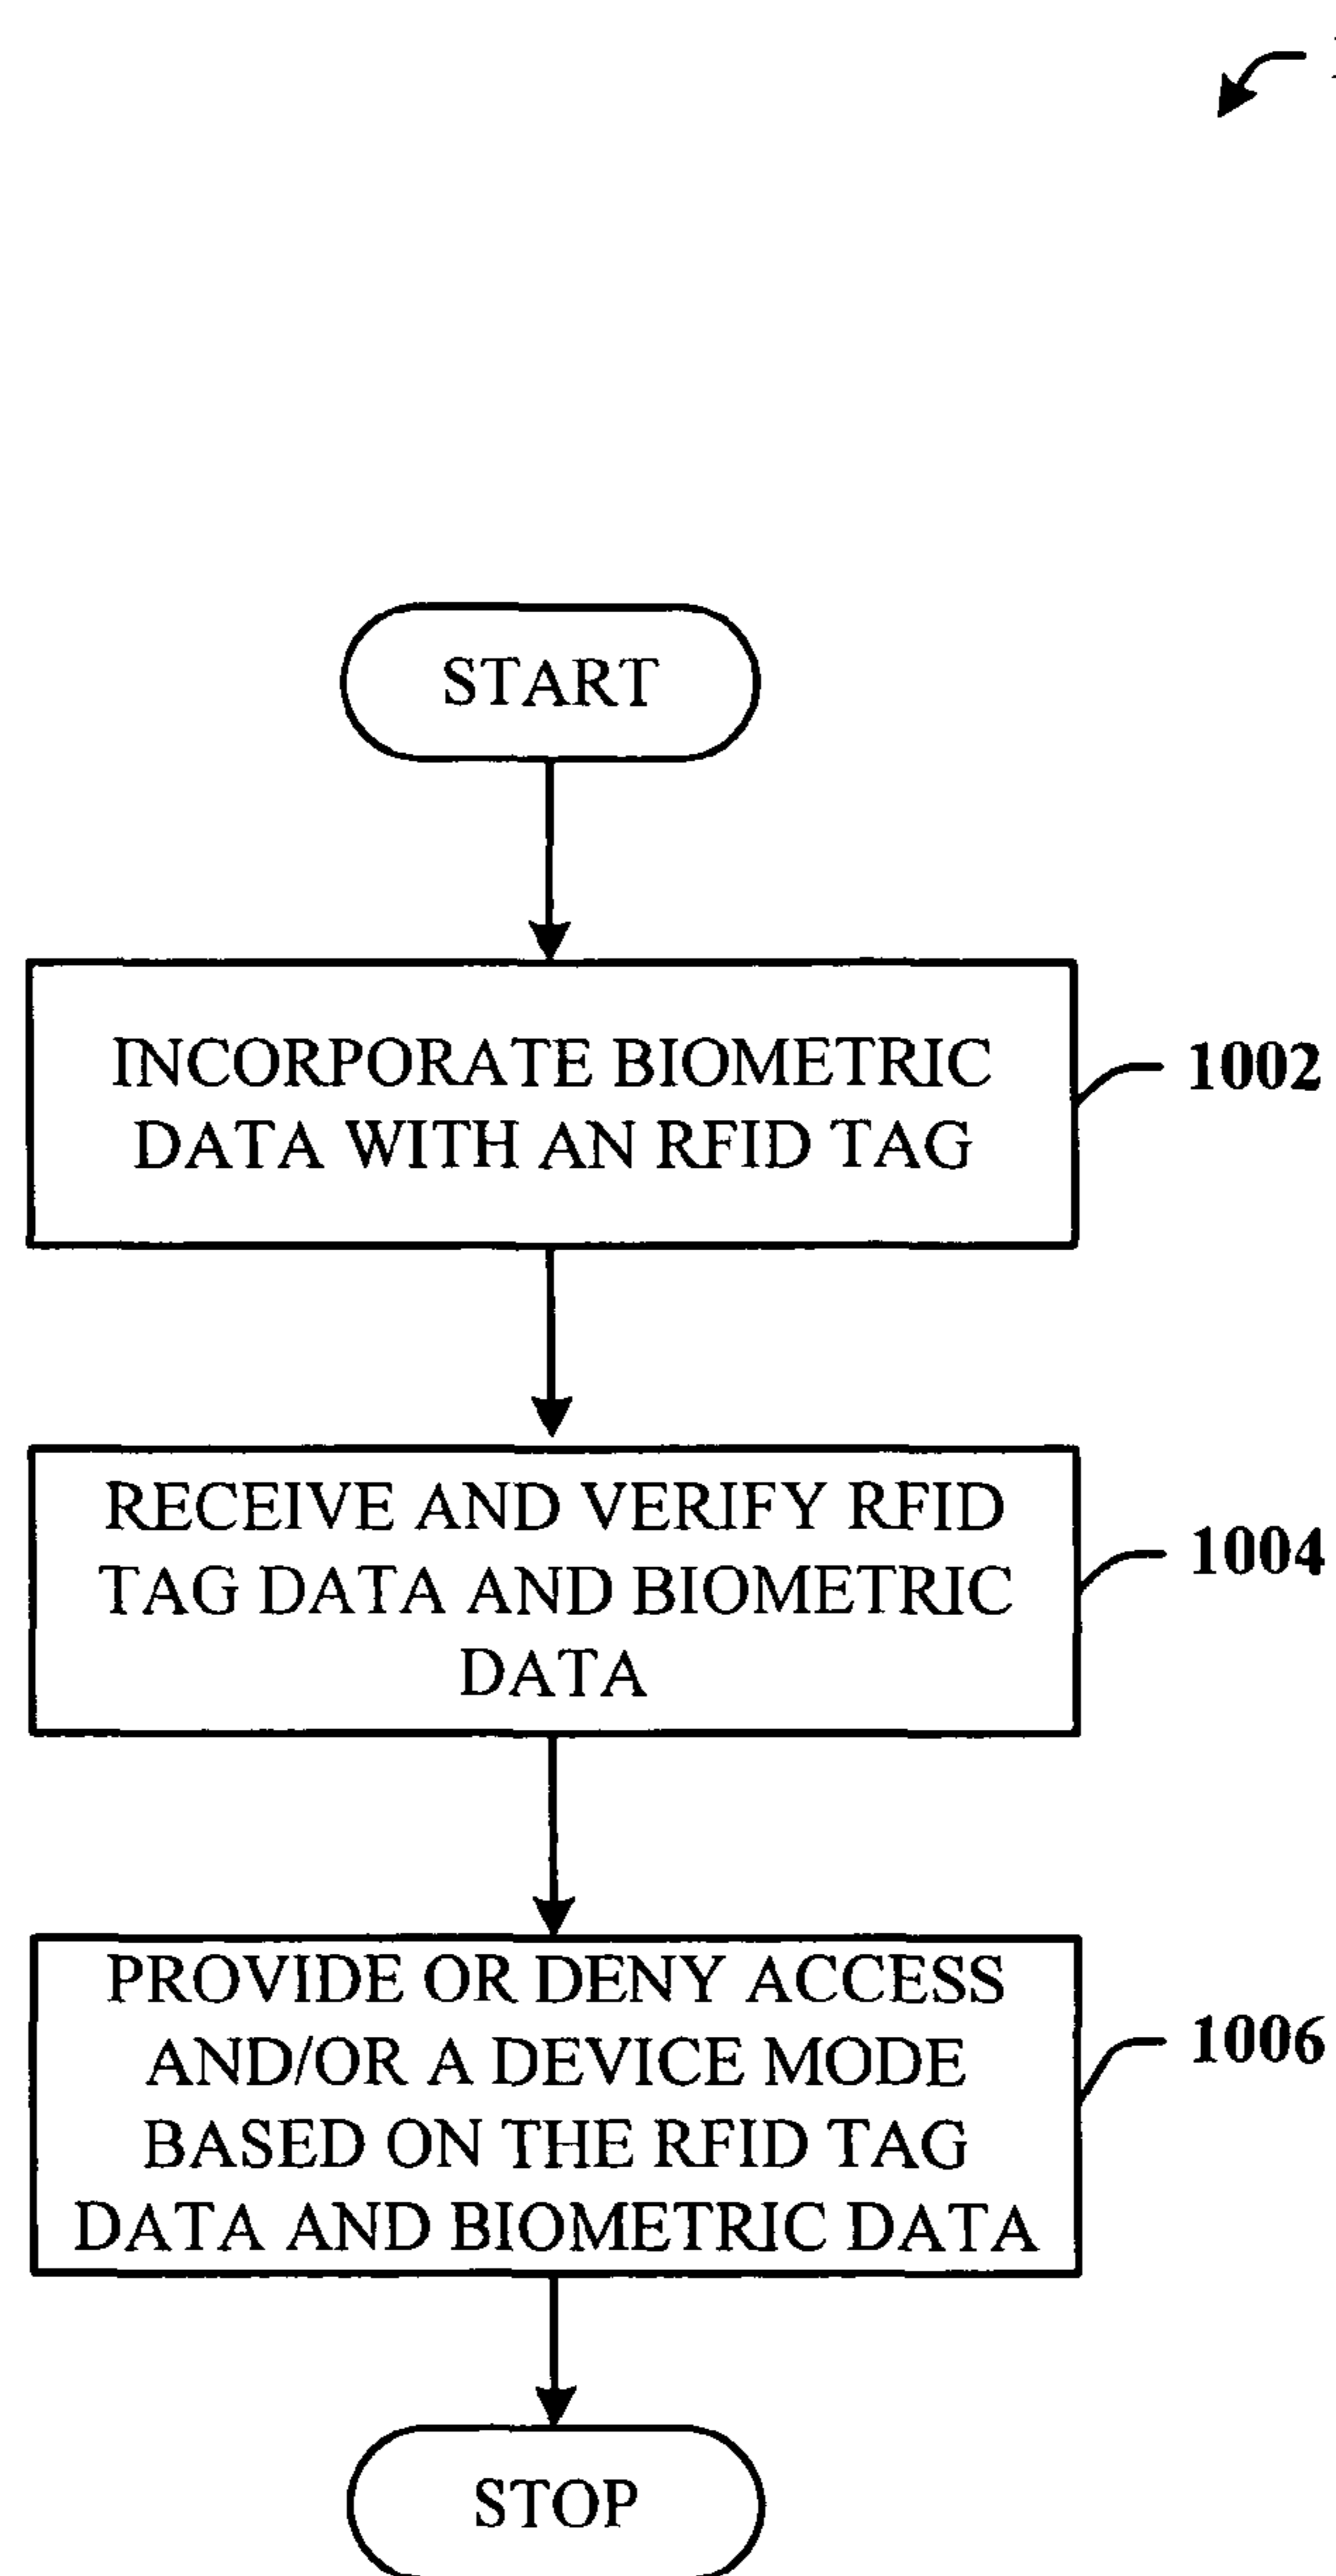 START
INCORPORATE BIOMETRIC
DATA WITH AN RFID TAG
1002
RECEIVE AND VERIFY RFID
TAG DATA AND BIOMETRIC
DATA
1004
PROVIDE OR DENY ACCESS
AND/OR A DEVICE MODE
BASED ON THE RFID TAG
DATA AND BIOMETRIC DATA
1006
STOP